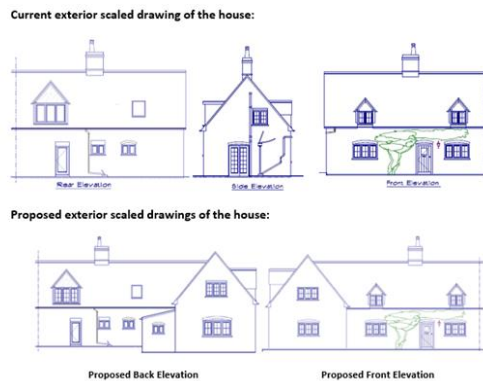 Current exterior scaled drawing of the house:
Rear Elevation
Side Elevation
Front Elevation
Proposed exterior scaled drawings of the house:
Proposed Back Elevation
Proposed Front Elevation